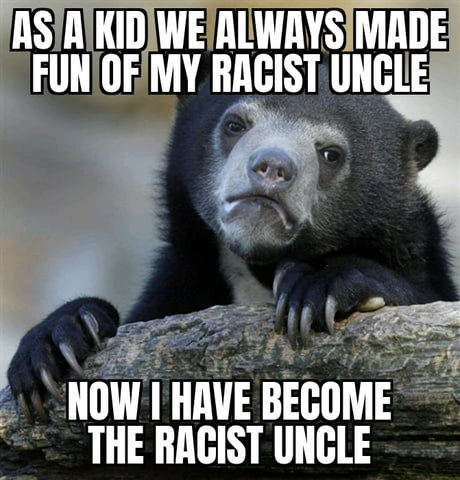 AS A KID WE ALWAYS MADE
FUN OF MY RACIST UNCLE
NOW I HAVE BECOME
THE RACIST UNCLE